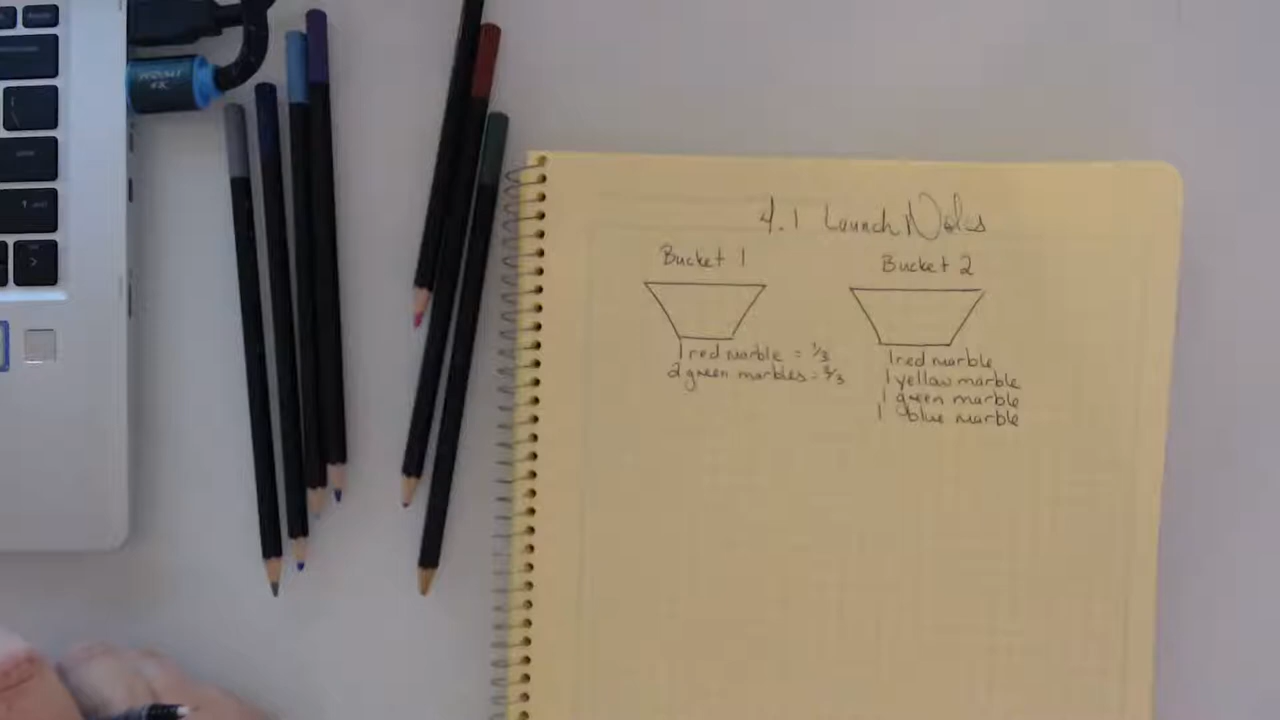 4.1 Launch Notes
Bucket 1
Bucket 2
1 red marble = 1/3
2 green marbles = 2/3
1 red marble
1 yellow marble
1 green marble
1 blue marble